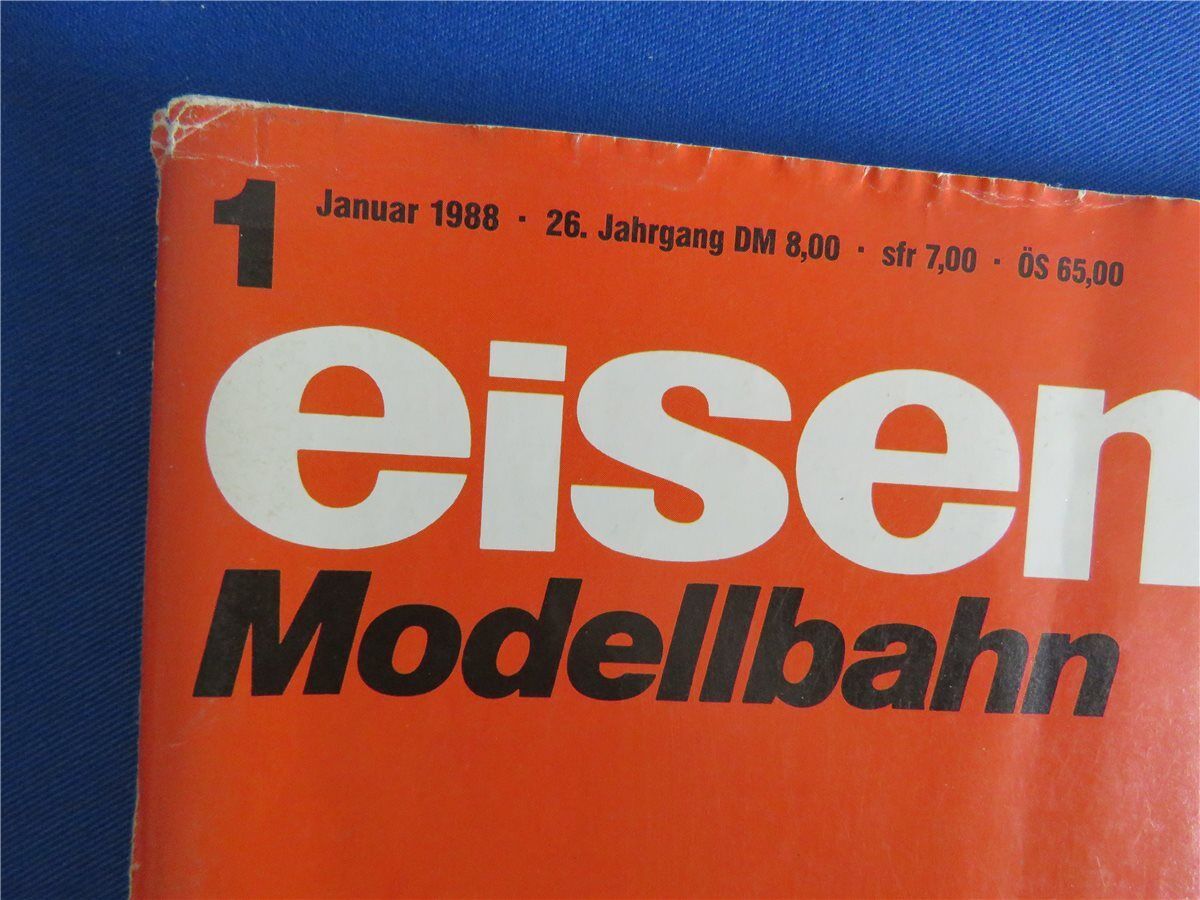 1 Januar 1988 · 26. Jahrgang DM 8,00 · sfr 7,00 · ÖS 65,00
eisen
Modellbahn